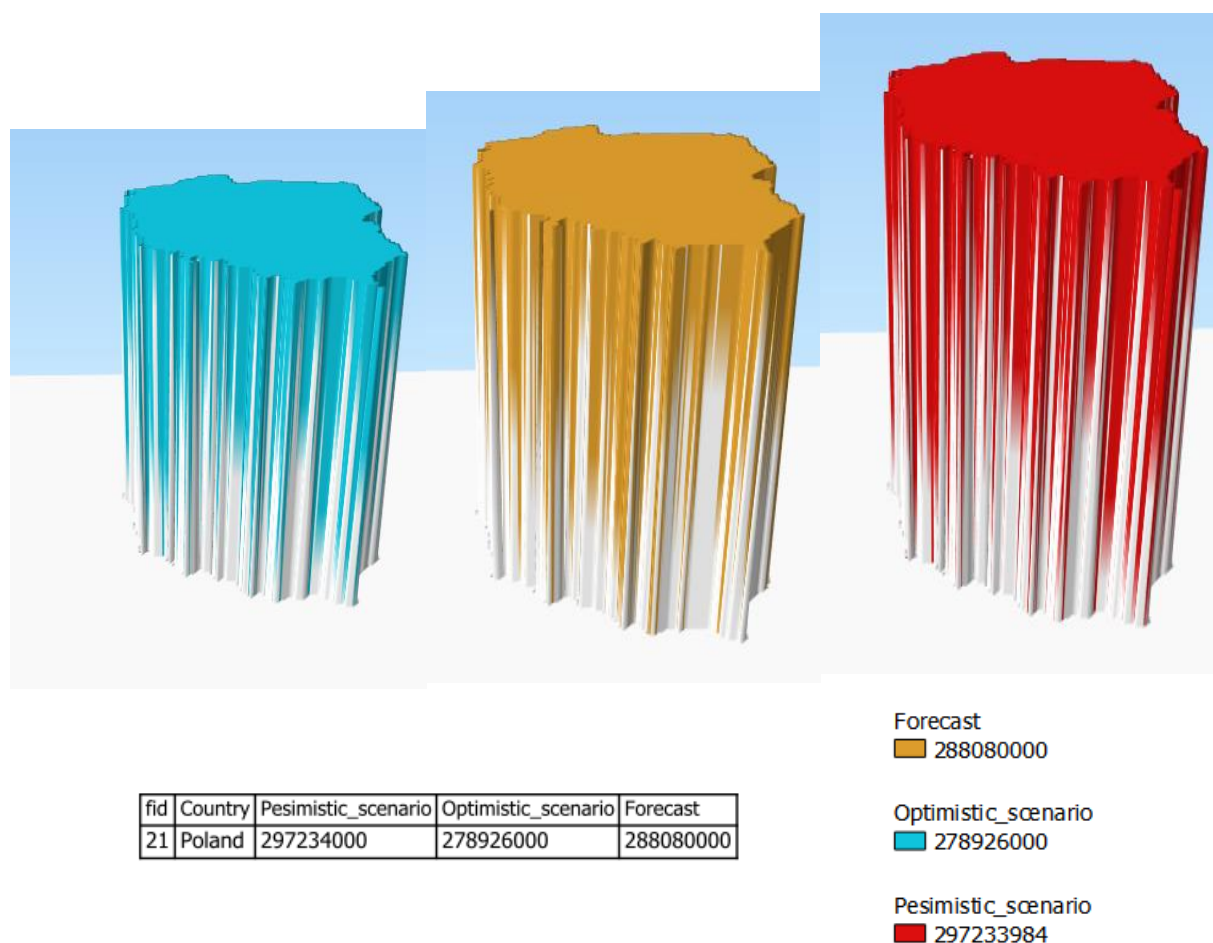 Forecast
288080000
fid Country Pesimistic_scenario Optimistic_scenario Forecast
21 Poland 297234000 278926000 288080000
Optimistic_scenario
278926000
Pesimistic_scenario
297233984